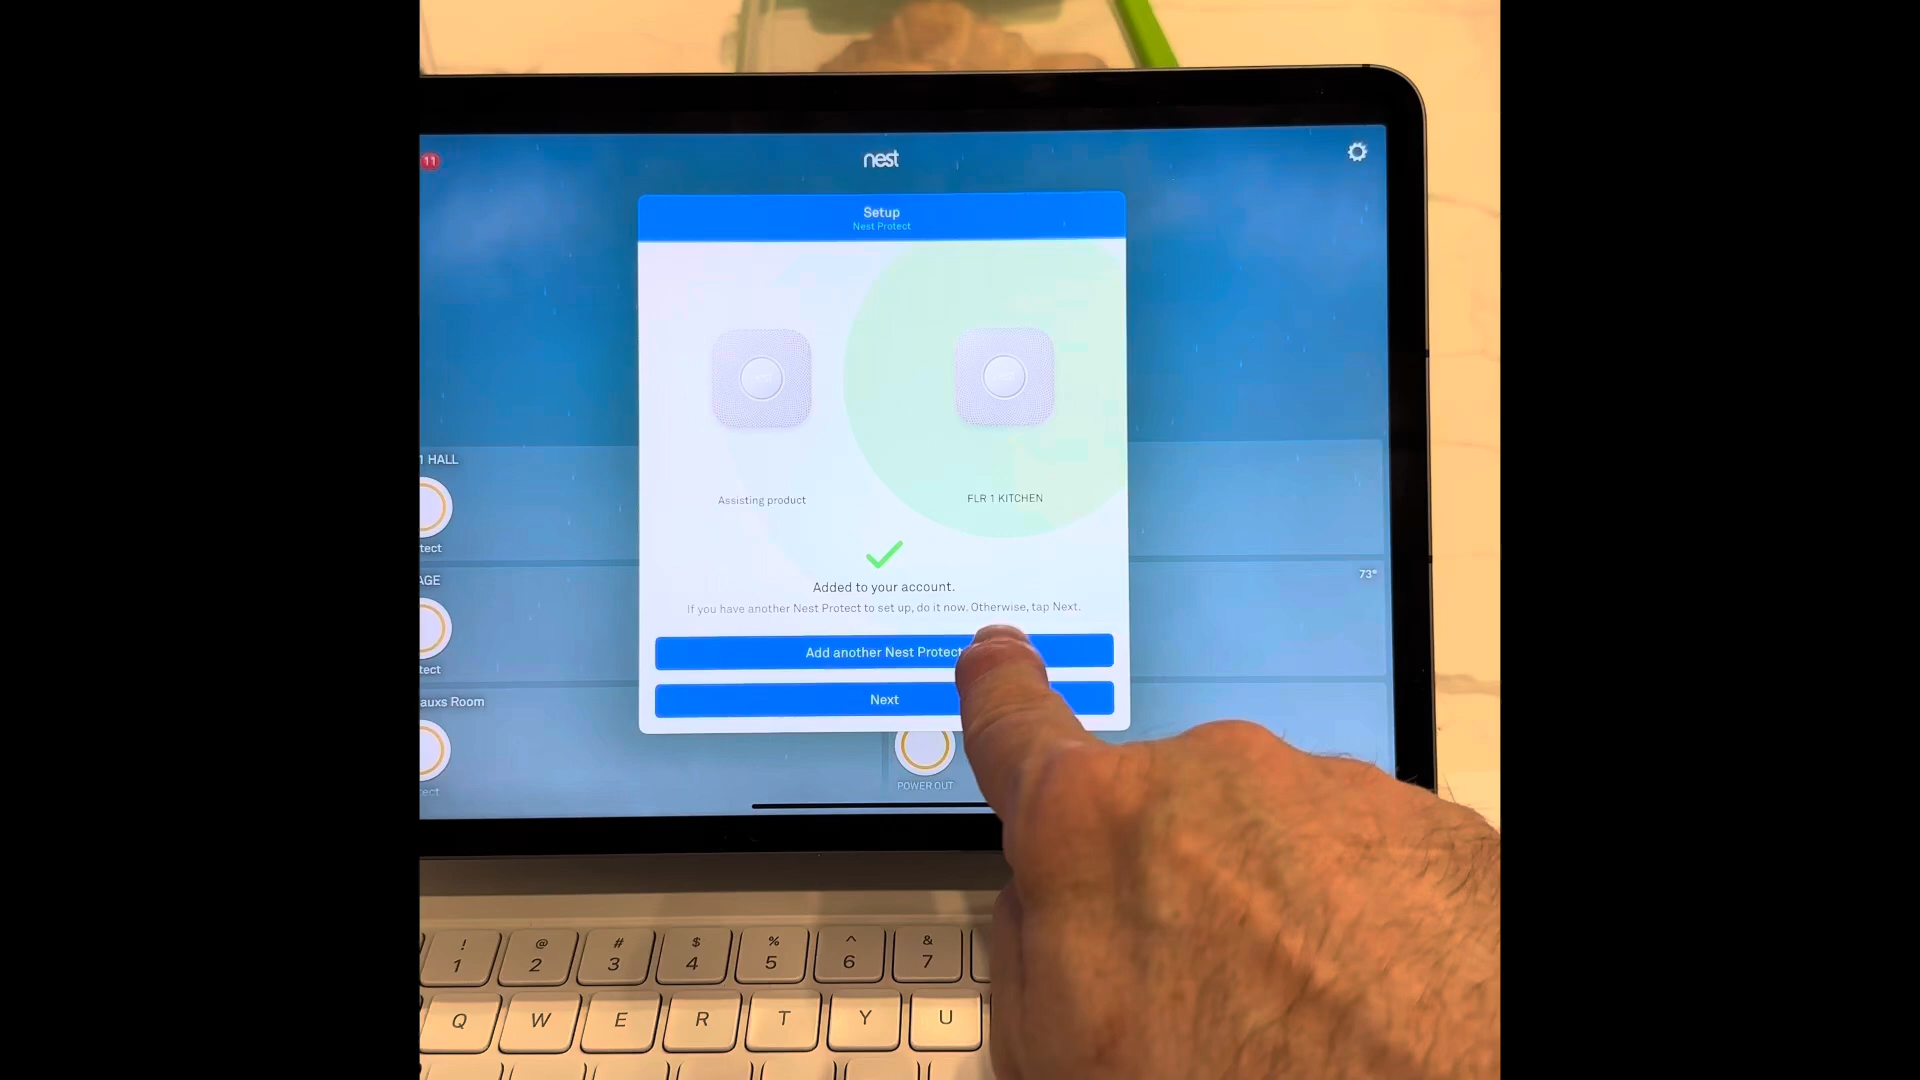 11
nest
Setup
Nest Protect
1 HALL
tect
AGE
tect
auxs Room
tect
Assisting product
FLR 1 KITCHEN
Added to your account.
If you have another Nest Protect to set up, do it now. Otherwise, tap Next.
Add another Nest Protect
Next
73°
POWER OUT
! @ # $ % ^ &
1 2 3 4 5 6 7
Q W E R T Y U